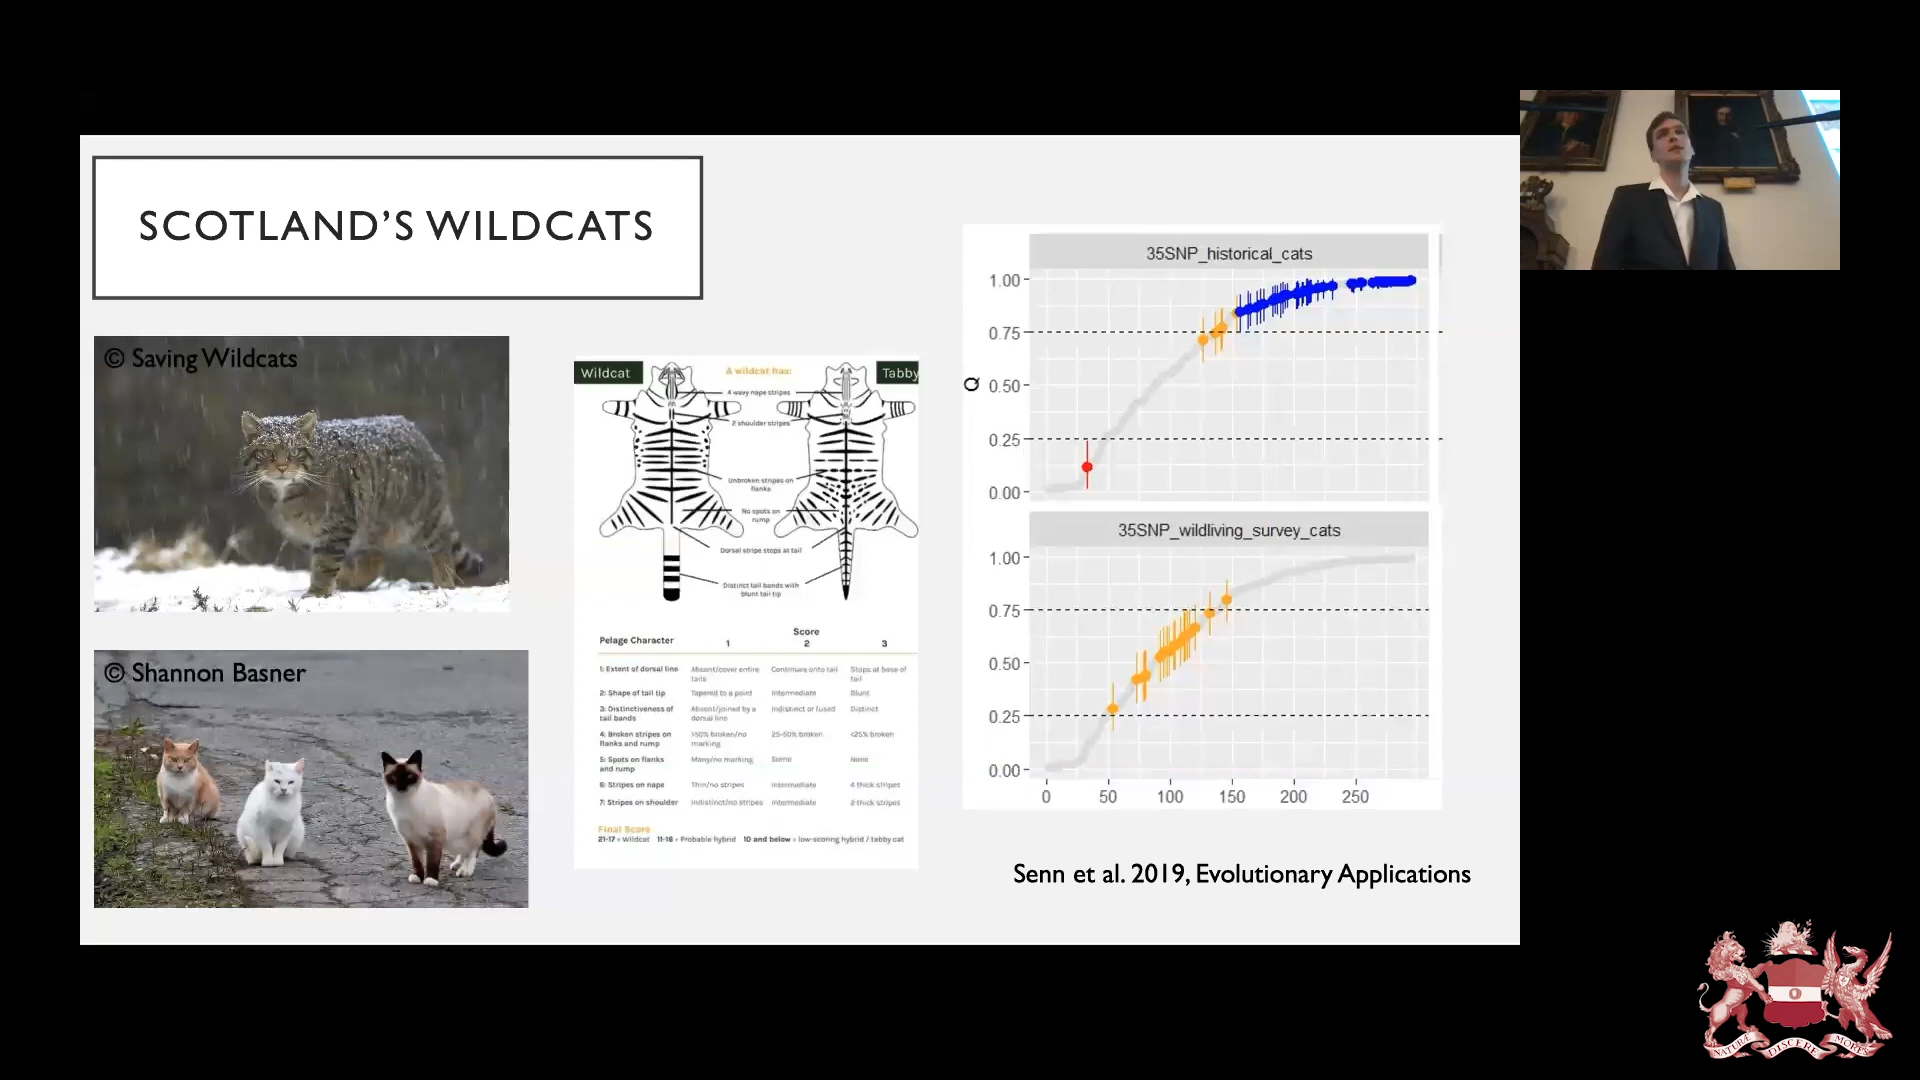 SCOTLAND’S WILDCATS
© Saving Wildcats
© Shannon Basner
Wildcat
A wildcat has:
Tabby
4 wavy nape stripes
2 shoulder stripes
Unbroken stripes on
flanks
No spots on
rump
Dorsal stripe stops at tail
Distinct tail bands with
blunt tail tip
Score
Pelage Character 1 2 3
1: Extent of dorsal line Absent/cover entire Continues onto tail Stops at base of
tails tail
2: Shape of tail tip Tapered to a point Intermediate Blunt
3: Distinctiveness of Absent/joined by a Indistinct or fused Distinct
tail bands dorsal line
4: Broken stripes on >50% broken/no 25-50% broken <25% broken
flanks and rump marking
5: Spots on flanks Many/no marking Some None
and rump
6: Stripes on nape Thin/no stripes Intermediate 4 thick stripes
7: Stripes on shoulder Indistinct/no stripes Intermediate 2 thick stripes
Final Score
21-17 = Wildcat 11-16 = Probable hybrid 10 and below = low-scoring hybrid / tabby cat
35SNP_historical_cats
1.00
0.75
Q 0.50
0.25
0.00
35SNP_wildliving_survey_cats
1.00
0.75
0.50
0.25
0.00
0 50 100 150 200 250
Senn et al. 2019, Evolutionary Applications
NATURÆ DISCERE MORES